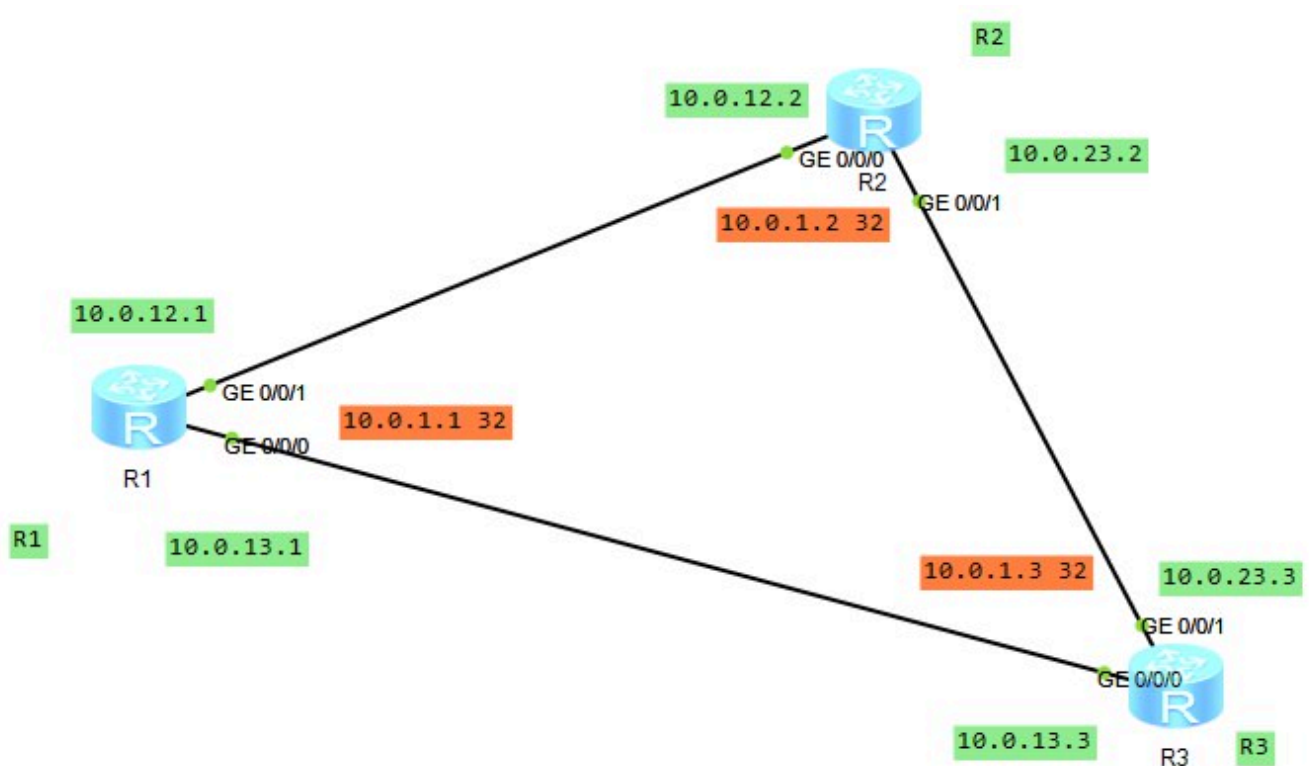 R2
10.0.12.2
GE 0/0/0
R2
10.0.23.2
GE 0/0/1
10.0.1.2 32
10.0.12.1
GE 0/0/1
10.0.1.1 32
GE 0/0/0
R1
R1
10.0.13.1
10.0.1.3 32
10.0.23.3
GE 0/0/1
GE 0/0/0
10.0.13.3
R3
R3